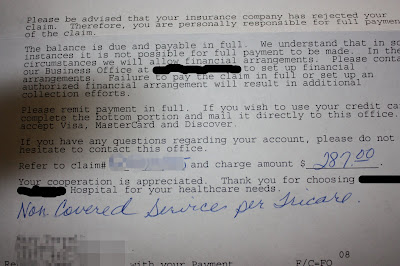 Please be advised that your insurance company has rejected your
claim. Therefore, you are personally responsible for full payment
of the claim.
The balance is due and payable in full. We understand that in so
instances it is not possible for full payment to be made. In the
circumstances we will allow financial arrangements. Please conta
our Business Office at to set up financial
arrangements. Failure to pay the claim in full or set up an
authorized financial arrangement will result in additional
collection efforts.
Please remit payment in full. If you wish to use your credit ca
complete the bottom portion and mail it directly to this office.
accept Visa, MasterCard and Discover.
If you have any questions regarding your account, please do not
hesitate to contact this office.
Refer to claim# ) and charge amount $ 287.00.
Your cooperation is appreciated. Thank you for choosing
Hospital for your healthcare needs.
Non Covered Service per Tricare.
08
with your Payment F/C=FO